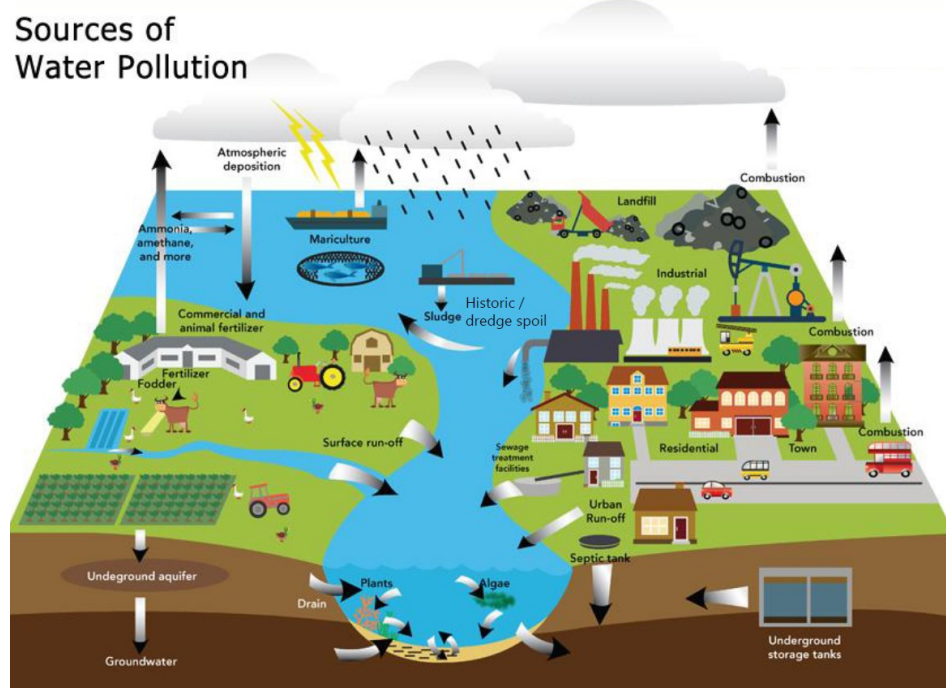 Sources of
Water Pollution
Atmospheric
deposition
Combustion
Landfill
Ammonia,
amethane,
and more
Mariculture
Industrial
Sludge
Historic /
dredge spoil
Commercial and
animal fertilizer
Combustion
Fertilizer
Fodder
Surface run-off
Sewage
treatment
facilities
Residential
Town
Combustion
Urban
Run-off
Septic tank
Undeground aquifer
Plants
Algae
Drain
Underground
storage tanks
Groundwater